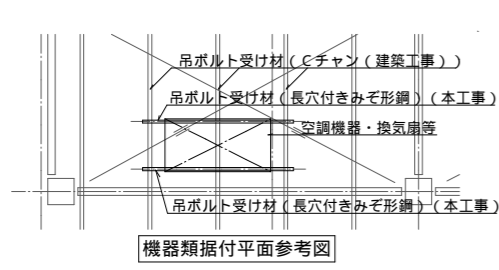 吊ボルト受け材(Cチャン(建築工事))
吊ボルト受け材(長穴付きみぞ形鋼)(本工事)
空調機器・換気扇等
吊ボルト受け材(長穴付きみぞ形鋼)(本工事)
機器類据付平面参考図